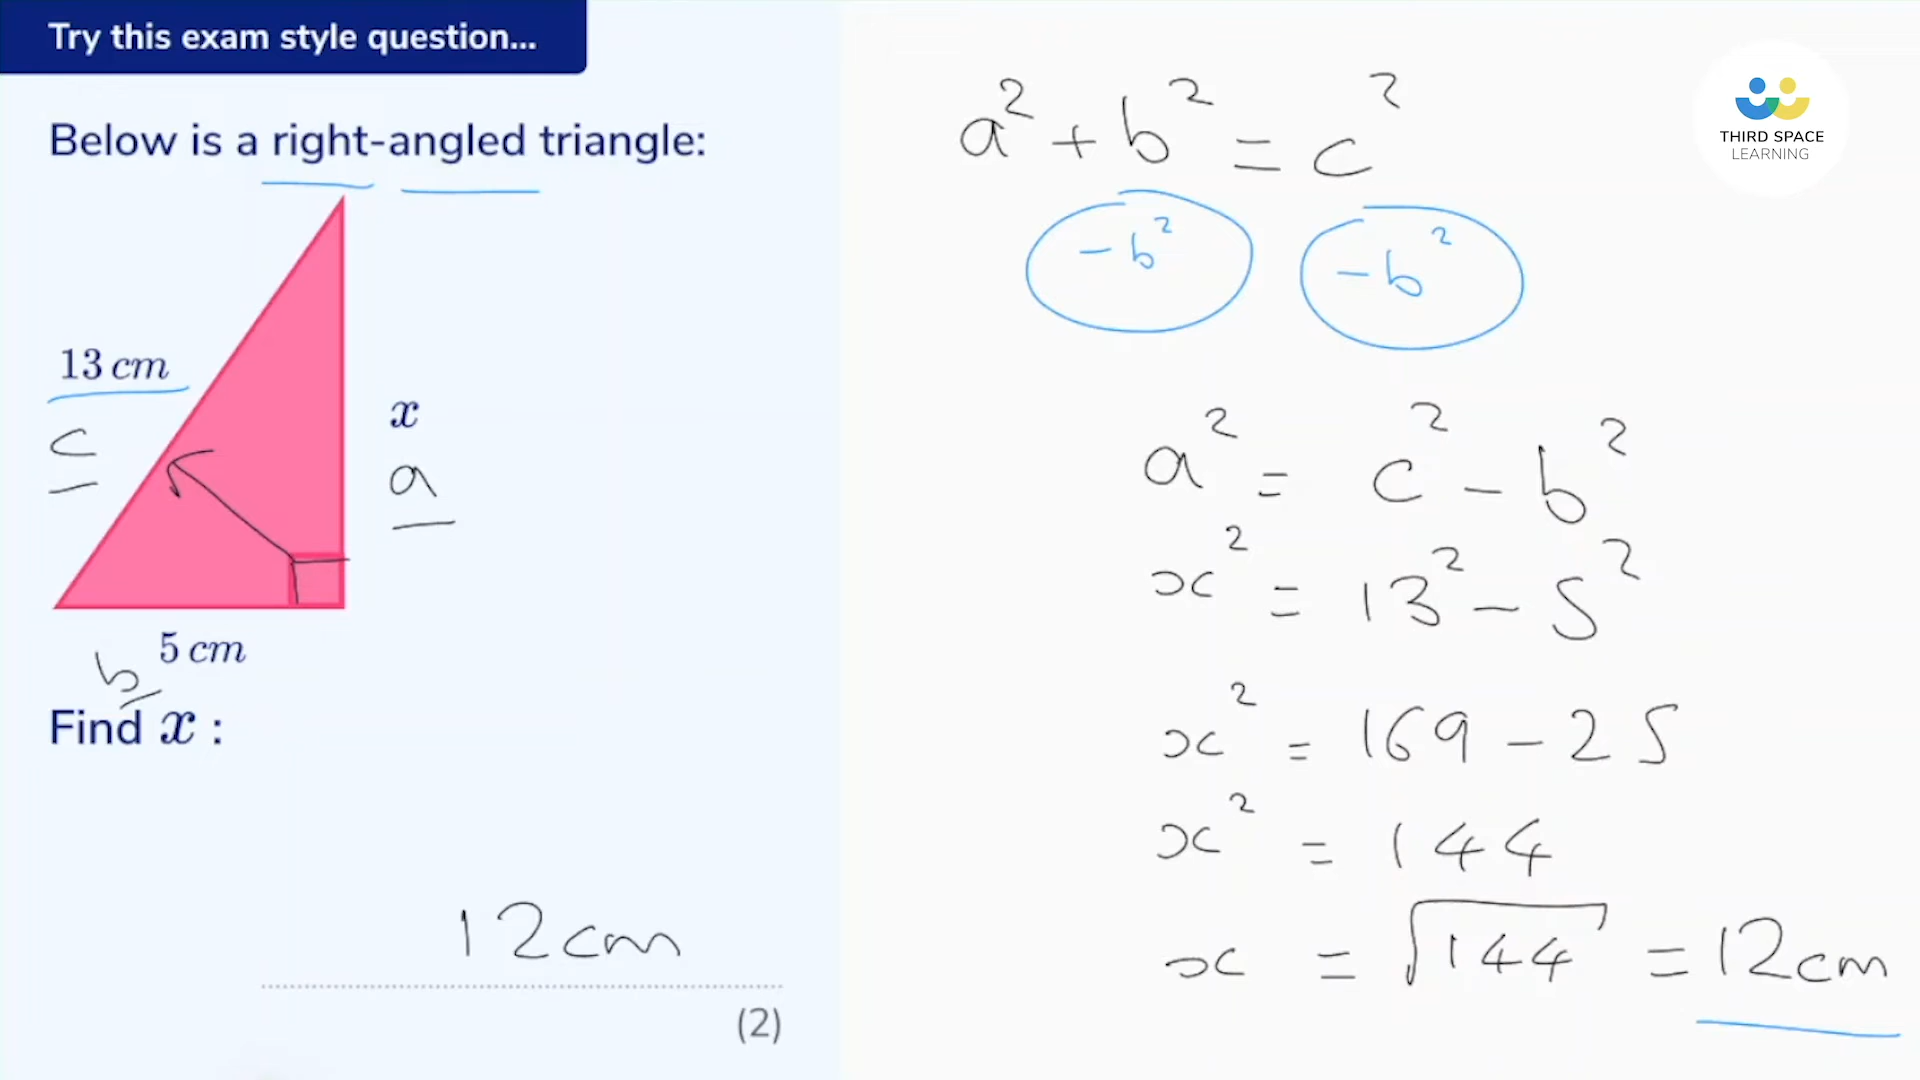 Try this exam style question...
Below is a right-angled triangle:
13 cm
c
x
a
5 cm
b
Find x :
12cm
(2)
a² + b² = c²
-b² -b²
a² = c² - b²
x² = 13² - 5²
x² = 169 - 25
x² = 144
x = √144 = 12cm
THIRD SPACE
LEARNING